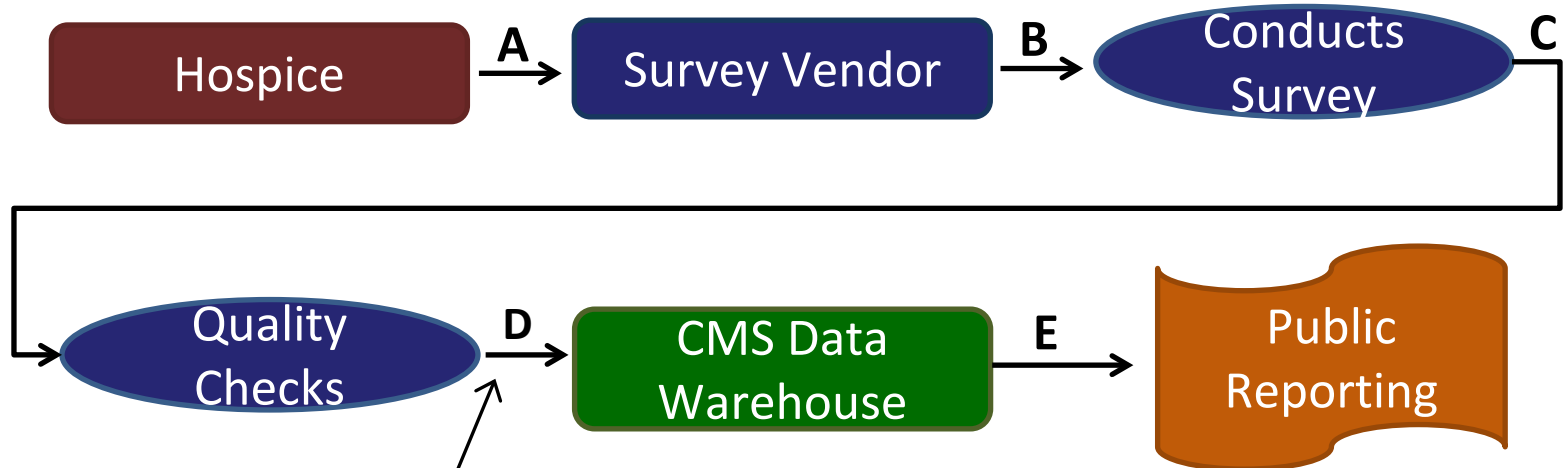 Hospice
A
Survey Vendor
B
Conducts
Survey
C
Quality
Checks
D
CMS Data
Warehouse
E
Public
Reporting